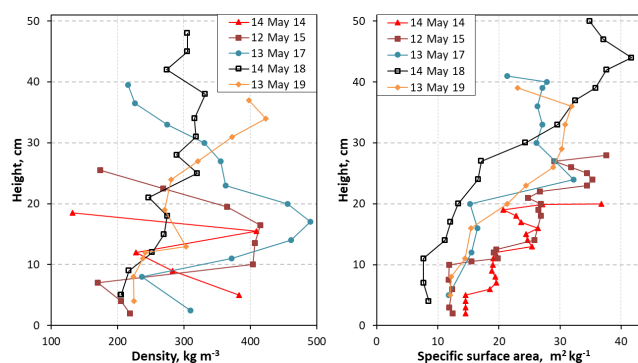 50
40
30
20
10
0
Height, cm
100 200 300 400 500
Density, kg m⁻³
14 May 14
12 May 15
13 May 17
14 May 18
13 May 19
50
40
30
20
10
0
Height, cm
0 10 20 30 40
Specific surface area, m² kg⁻¹
14 May 14
12 May 15
13 May 17
14 May 18
13 May 19